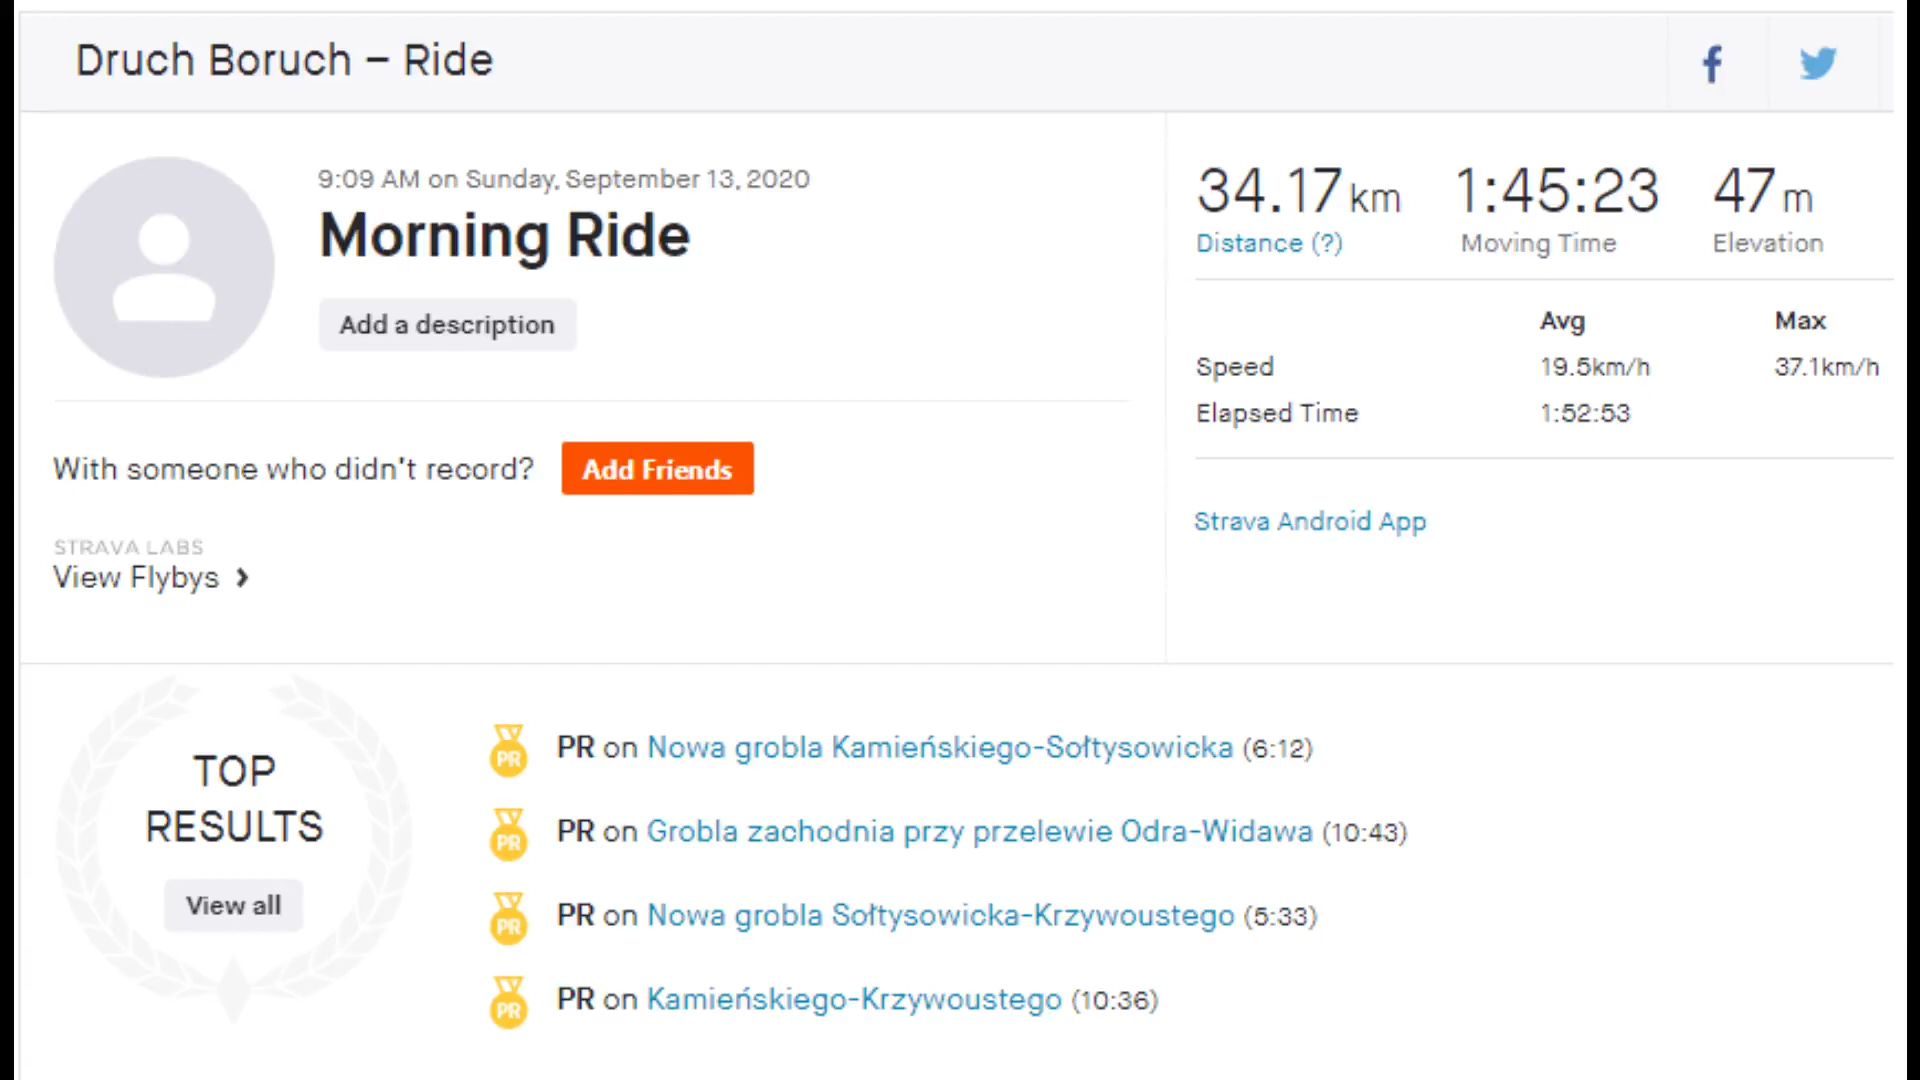 Druch Boruch – Ride
9:09 AM on Sunday, September 13, 2020
Morning Ride
Add a description
With someone who didn't record? Add Friends
STRAVA LABS
View Flybys
34.17 km 1:45:23 47 m
Distance (?) Moving Time Elevation
Avg Max
Speed 19.5km/h 37.1km/h
Elapsed Time 1:52:53
Strava Android App
TOP
RESULTS
View all
PR PR on Nowa grobla Kamieńskiego-Sołtysowicka (6:12)
PR PR on Grobla zachodnia przy przelewie Odra-Widawa (10:43)
PR PR on Nowa grobla Sołtysowicka-Krzywoustego (5:33)
PR PR on Kamieńskiego-Krzywoustego (10:36)